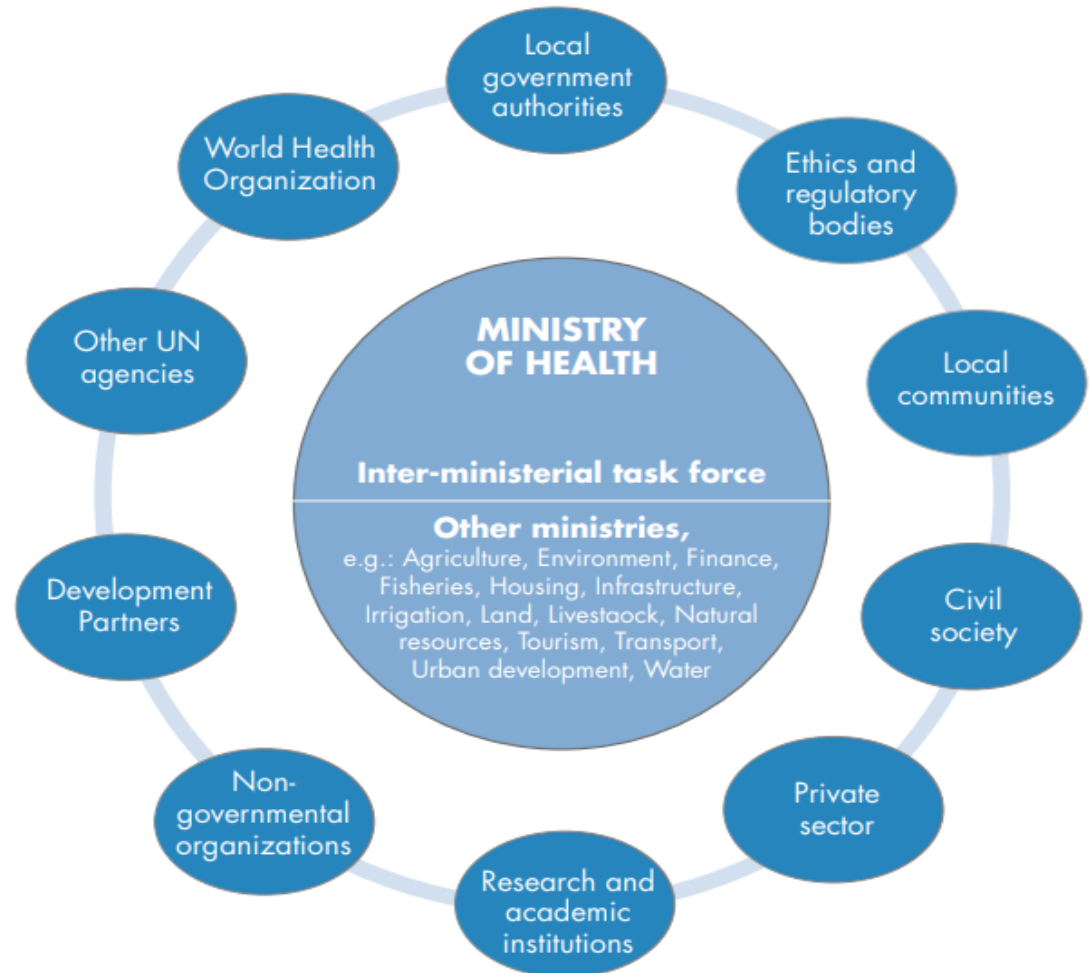 Local
government
authorities
Ethics and
regulatory
bodies
Local
communities
Civil
society
Private
sector
Research and
academic
institutions
Non-
governmental
organizations
Development
Partners
Other UN
agencies
World Health
Organization
MINISTRY
OF HEALTH
Inter-ministerial task force
Other ministries,
e.g.: Agriculture, Environment, Finance,
Fisheries, Housing, Infrastructure,
Irrigation, Land, Livestaock, Natural
resources, Tourism, Transport,
Urban development, Water